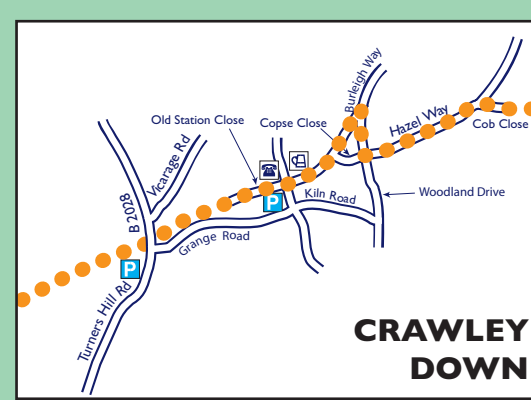 Burleigh Way
Old Station Close
Copse Close
Hazel Way
Cob Close
Vicarage Rd
B 2028
P
Kiln Road
Woodland Drive
Grange Road
P
Turners Hill Rd
CRAWLEY
DOWN